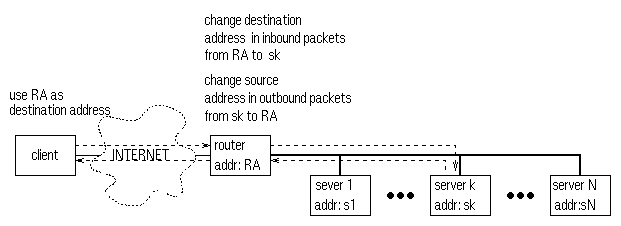 change destination
address in inbound packets
from RA to sk
change source
address in outbound packets
from sk to RA
use RA as
destination address
client
INTERNET
router
addr: RA
sever 1
addr: s1
server k
addr: sk
server N
addr:sN